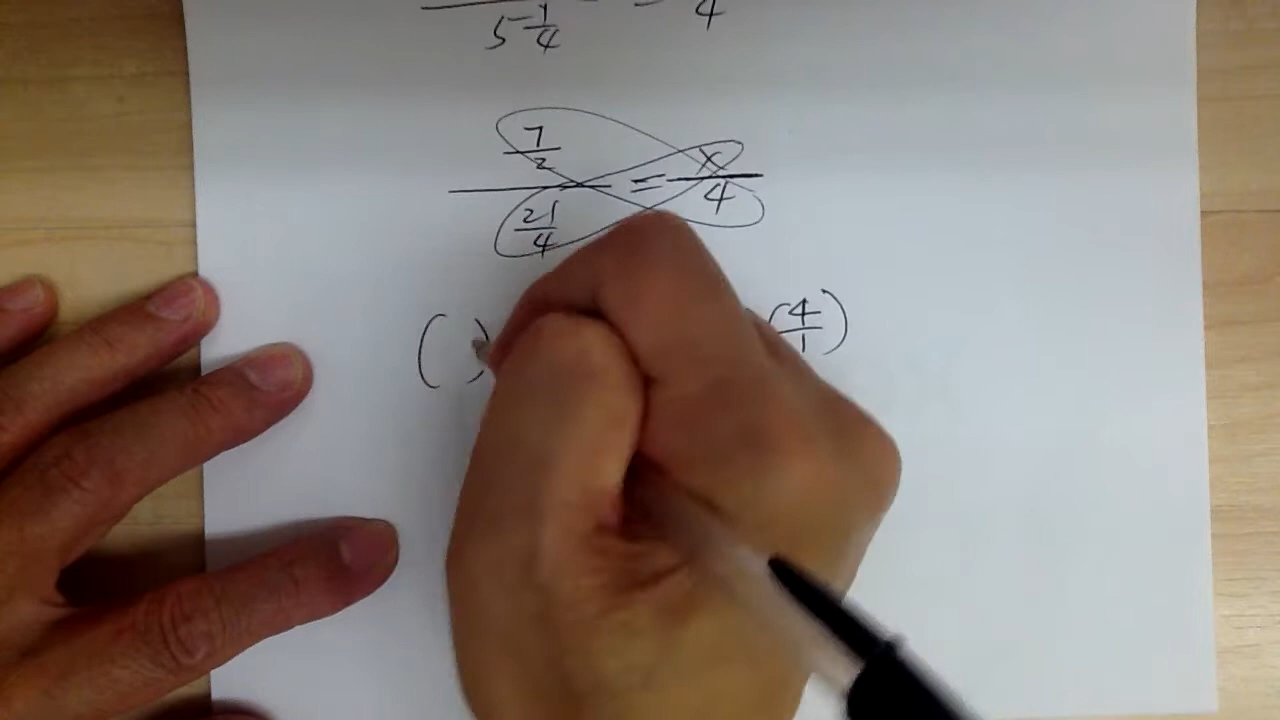 5 1/4 = 4
7/2 / 21/4 = x/4
( ) (4/1)